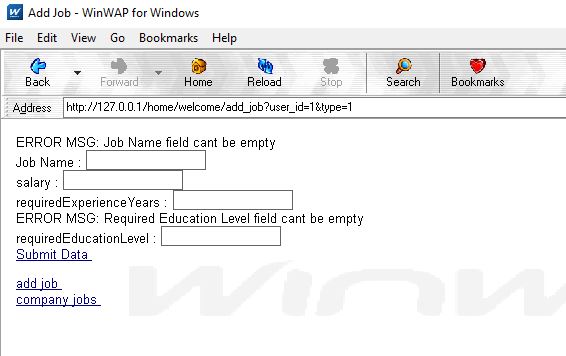 Add Job - WinWAP for Windows
File Edit View Go Bookmarks Help
Back Forward Home Reload Stop Search Bookmarks
Address http://127.0.0.1/home/welcome/add_job?user_id=1&type=1
ERROR MSG: Job Name field cant be empty
Job Name :
salary :
requiredExperienceYears :
ERROR MSG: Required Education Level field cant be empty
requiredEducationLevel :
Submit Data
add job
company jobs